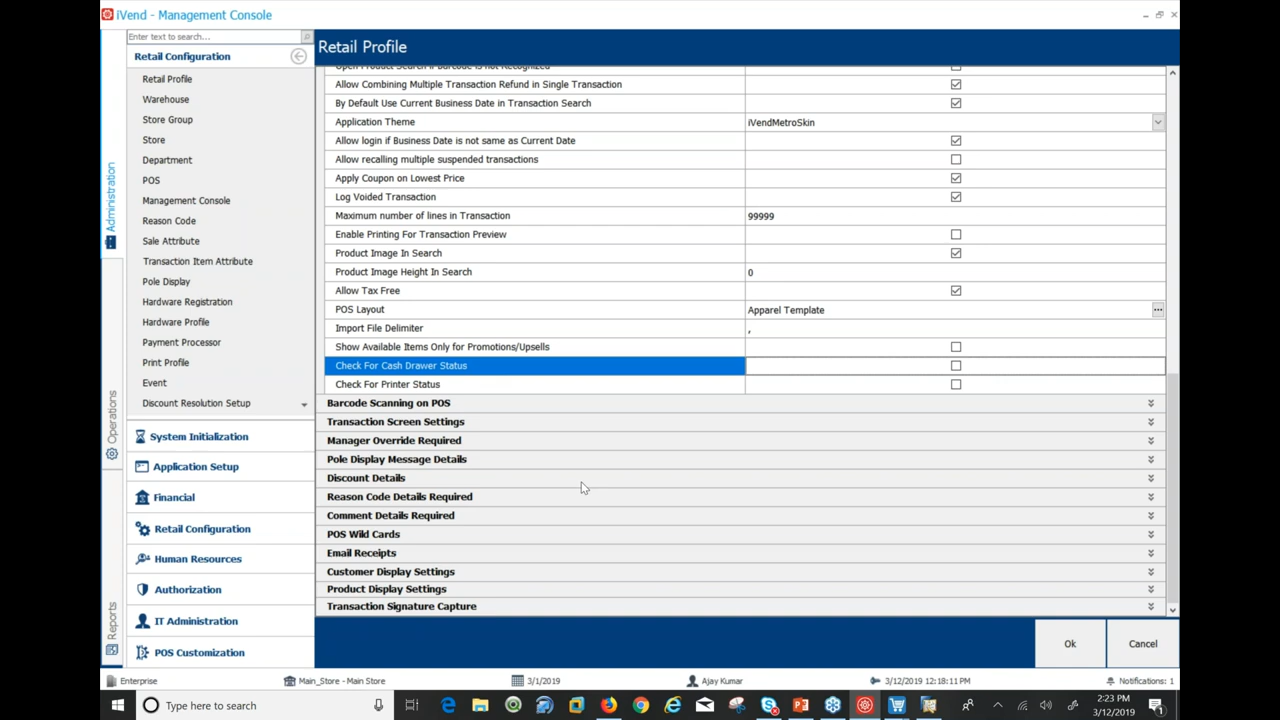 iVend - Management Console
Enter text to search...
Retail Configuration
Retail Profile
Warehouse
Store Group
Store
Department
POS
Management Console
Reason Code
Sale Attribute
Transaction Item Attribute
Pole Display
Hardware Registration
Hardware Profile
Payment Processor
Print Profile
Event
Discount Resolution Setup
System Initialization
Application Setup
Financial
Retail Configuration
Human Resources
Authorization
IT Administration
POS Customization
Administration
Operations
Reports
Retail Profile
Open Product Search if Barcode is not Recognized
Allow Combining Multiple Transaction Refund in Single Transaction
By Default Use Current Business Date in Transaction Search
Application Theme iVendMetroSkin
Allow login if Business Date is not same as Current Date
Allow recalling multiple suspended transactions
Apply Coupon on Lowest Price
Log Voided Transaction
Maximum number of lines in Transaction 99999
Enable Printing For Transaction Preview
Product Image In Search
Product Image Height In Search 0
Allow Tax Free
POS Layout Apparel Template ...
Import File Delimiter ,
Show Available Items Only for Promotions/Upsells
Check For Cash Drawer Status
Check For Printer Status
Barcode Scanning on POS
Transaction Screen Settings
Manager Override Required
Pole Display Message Details
Discount Details
Reason Code Details Required
Comment Details Required
POS Wild Cards
Email Receipts
Customer Display Settings
Product Display Settings
Transaction Signature Capture
Ok Cancel
Enterprise Main_Store - Main Store 3/1/2019 Ajay Kumar 3/12/2019 12:18:11 PM Notifications: 1
Type here to search
2:23 PM
3/12/2019
1